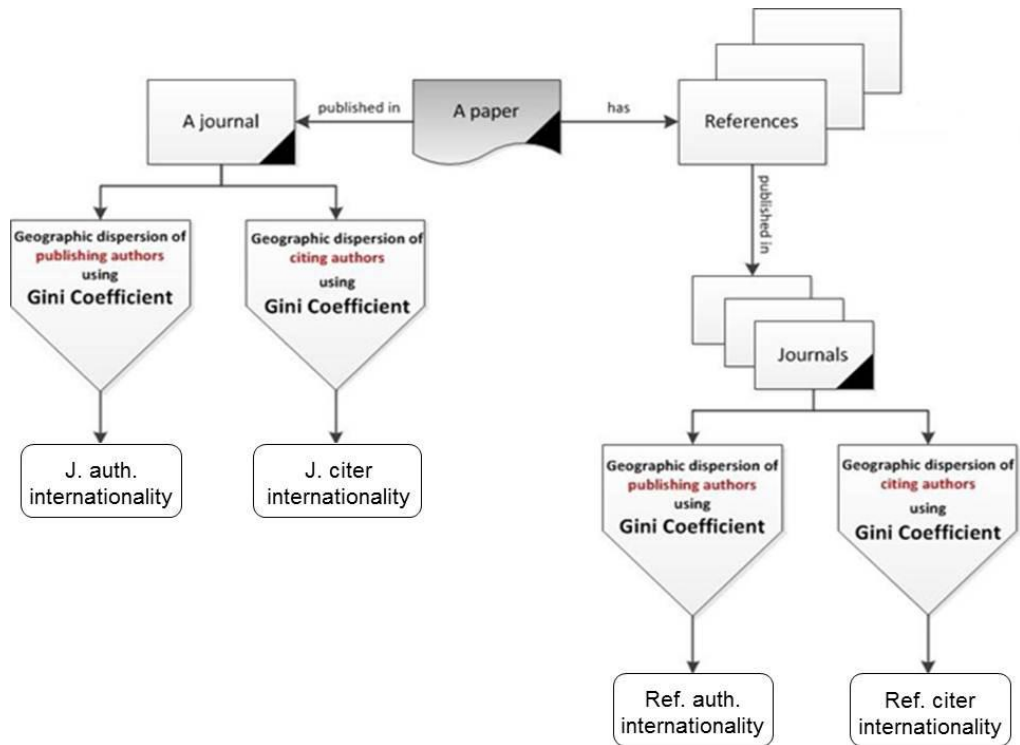 A journal
published in
A paper
has
References
published in
Geographic dispersion of
publishing authors
using
Gini Coefficient
Geographic dispersion of
citing authors
using
Gini Coefficient
J. auth.
internationality
J. citer
internationality
Journals
Geographic dispersion of
publishing authors
using
Gini Coefficient
Geographic dispersion of
citing authors
using
Gini Coefficient
Ref. auth.
internationality
Ref. citer
internationality